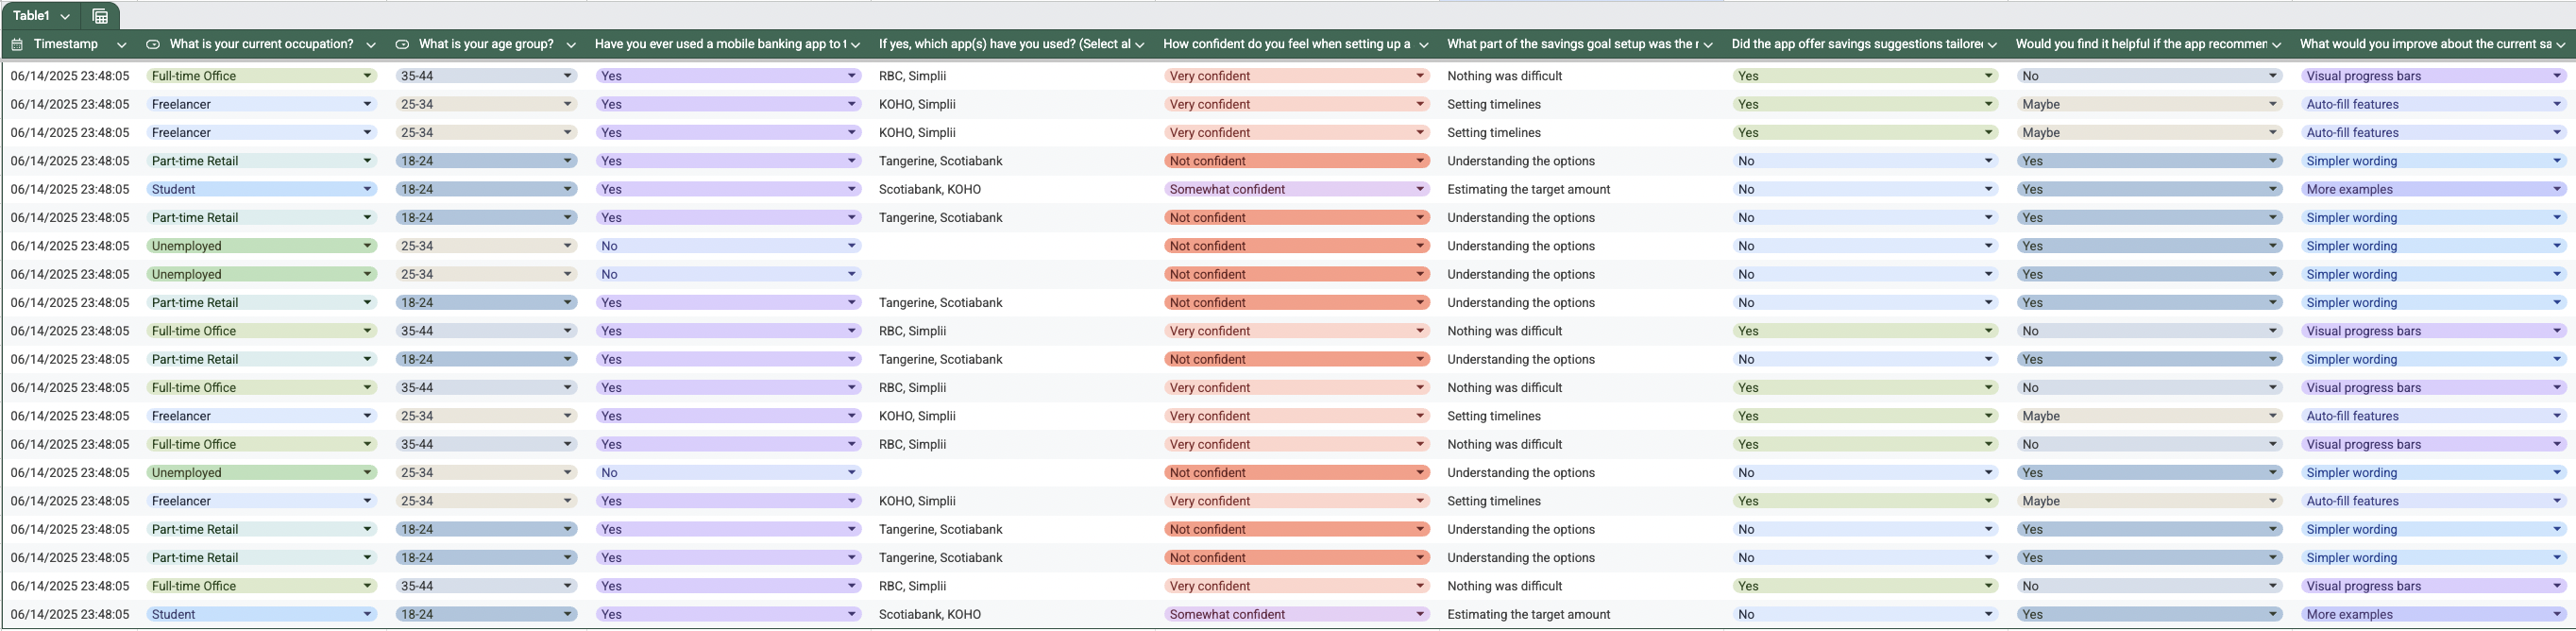 Table1
Timestamp What is your current occupation? What is your age group? Have you ever used a mobile banking app to t If yes, which app(s) have you used? (Select al How confident do you feel when setting up a What part of the savings goal setup was the r Did the app offer savings suggestions tailore Would you find it helpful if the app recommer What would you improve about the current sa
06/14/2025 23:48:05 Full-time Office 35-44 Yes RBC, Simplii Very confident Nothing was difficult Yes No Visual progress bars
06/14/2025 23:48:05 Freelancer 25-34 Yes KOHO, Simplii Very confident Setting timelines Yes Maybe Auto-fill features
06/14/2025 23:48:05 Freelancer 25-34 Yes KOHO, Simplii Very confident Setting timelines Yes Maybe Auto-fill features
06/14/2025 23:48:05 Part-time Retail 18-24 Yes Tangerine, Scotiabank Not confident Understanding the options No Yes Simpler wording
06/14/2025 23:48:05 Student 18-24 Yes Scotiabank, KOHO Somewhat confident Estimating the target amount No Yes More examples
06/14/2025 23:48:05 Part-time Retail 18-24 Yes Tangerine, Scotiabank Not confident Understanding the options No Yes Simpler wording
06/14/2025 23:48:05 Unemployed 25-34 No Not confident Understanding the options No Yes Simpler wording
06/14/2025 23:48:05 Unemployed 25-34 No Not confident Understanding the options No Yes Simpler wording
06/14/2025 23:48:05 Part-time Retail 18-24 Yes Tangerine, Scotiabank Not confident Understanding the options No Yes Simpler wording
06/14/2025 23:48:05 Full-time Office 35-44 Yes RBC, Simplii Very confident Nothing was difficult Yes No Visual progress bars
06/14/2025 23:48:05 Part-time Retail 18-24 Yes Tangerine, Scotiabank Not confident Understanding the options No Yes Simpler wording
06/14/2025 23:48:05 Full-time Office 35-44 Yes RBC, Simplii Very confident Nothing was difficult Yes No Visual progress bars
06/14/2025 23:48:05 Freelancer 25-34 Yes KOHO, Simplii Very confident Setting timelines Yes Maybe Auto-fill features
06/14/2025 23:48:05 Full-time Office 35-44 Yes RBC, Simplii Very confident Nothing was difficult Yes No Visual progress bars
06/14/2025 23:48:05 Unemployed 25-34 No Not confident Understanding the options No Yes Simpler wording
06/14/2025 23:48:05 Freelancer 25-34 Yes KOHO, Simplii Very confident Setting timelines Yes Maybe Auto-fill features
06/14/2025 23:48:05 Part-time Retail 18-24 Yes Tangerine, Scotiabank Not confident Understanding the options No Yes Simpler wording
06/14/2025 23:48:05 Part-time Retail 18-24 Yes Tangerine, Scotiabank Not confident Understanding the options No Yes Simpler wording
06/14/2025 23:48:05 Full-time Office 35-44 Yes RBC, Simplii Very confident Nothing was difficult Yes No Visual progress bars
06/14/2025 23:48:05 Student 18-24 Yes Scotiabank, KOHO Somewhat confident Estimating the target amount No Yes More examples